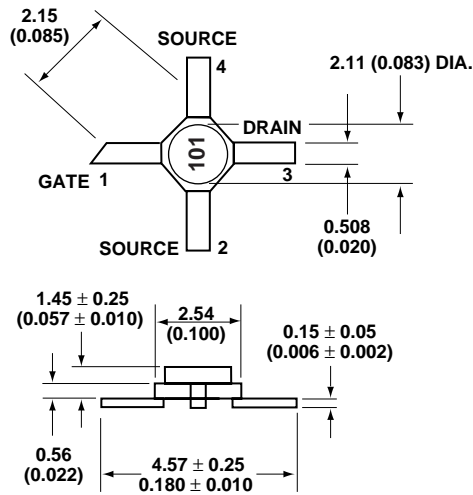 2.15
(0.085)
SOURCE
4
2.11 (0.083) DIA.
DRAIN
101
GATE 1
3
0.508
(0.020)
SOURCE
2
1.45 ± 0.25
(0.057 ± 0.010)
2.54
(0.100)
0.15 ± 0.05
(0.006 ± 0.002)
0.56
(0.022)
4.57 ± 0.25
0.180 ± 0.010